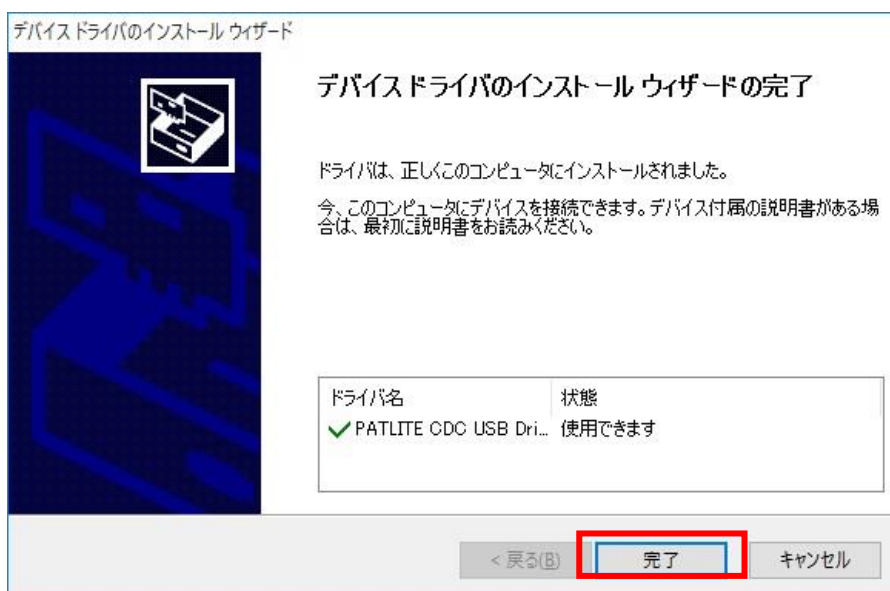 デバイス ドライバのインストール ウィザード
デバイス ドライバのインストール ウィザードの完了
ドライバは、正しくこのコンピュータにインストールされました。
今、このコンピュータにデバイスを接続できます。デバイス付属の説明書がある場
合は、最初に説明書をお読みください。
ドライバ名 状態
PATLITE CDC USB Dri... 使用できます
< 戻る(B) 完了 キャンセル